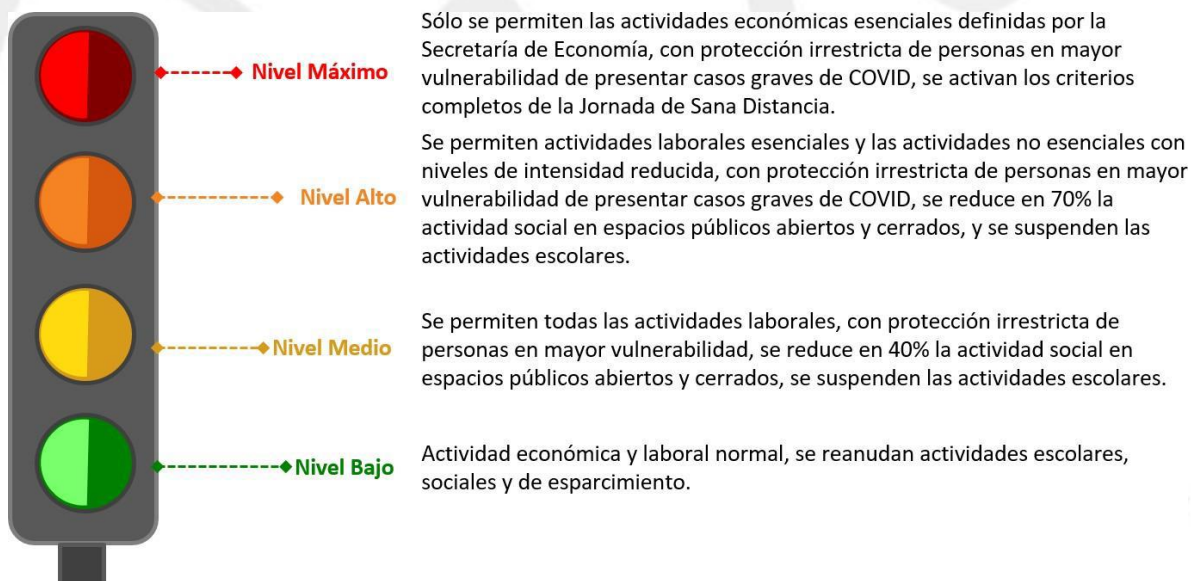 Nivel Máximo
Sólo se permiten las actividades económicas esenciales definidas por la
Secretaría de Economía, con protección irrestricta de personas en mayor
vulnerabilidad de presentar casos graves de COVID, se activan los criterios
completos de la Jornada de Sana Distancia.
Nivel Alto
Se permiten actividades laborales esenciales y las actividades no esenciales con
niveles de intensidad reducida, con protección irrestricta de personas en mayor
vulnerabilidad de presentar casos graves de COVID, se reduce en 70% la
actividad social en espacios públicos abiertos y cerrados, y se suspenden las
actividades escolares.
Nivel Medio
Se permiten todas las actividades laborales, con protección irrestricta de
personas en mayor vulnerabilidad, se reduce en 40% la actividad social en
espacios públicos abiertos y cerrados, se suspenden las actividades escolares.
Nivel Bajo
Actividad económica y laboral normal, se reanudan actividades escolares,
sociales y de esparcimiento.